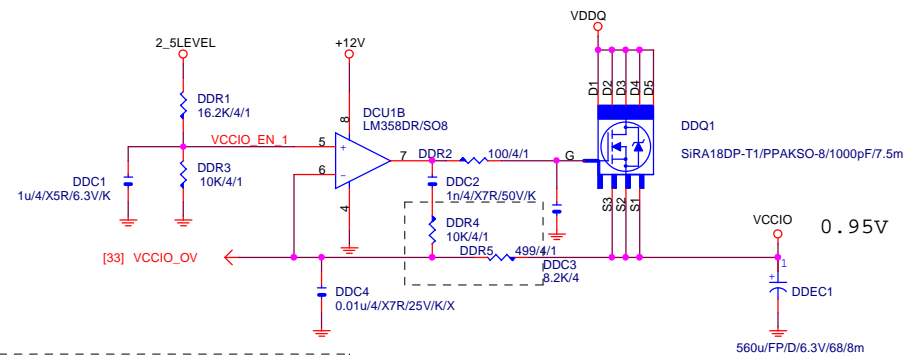 VDDQ
2_5LEVEL
+12V
D1
D2
D3
D4
D5
DDR1
16.2K/4/1
DCU1B
LM358DR/SO8
8
DDQ1
VCCIO_EN_1
5
+
7
DDR2
100/4/1
G
SiRA18DP-T1/PPAKSO-8/1000pF/7.5m
6
-
DDC1
1u/4/X5R/6.3V/K
DDR3
10K/4/1
DDC2
1n/4/X7R/50V/K
4
S3
S2
S1
DDR4
10K/4/1
VCCIO
0.95V
[33] VCCIO_OV
DDR5
499/4/1
DDC3
8.2K/4
1
+
DDEC1
DDC4
0.01u/4/X7R/25V/K/X
560u/FP/D/6.3V/68/8m